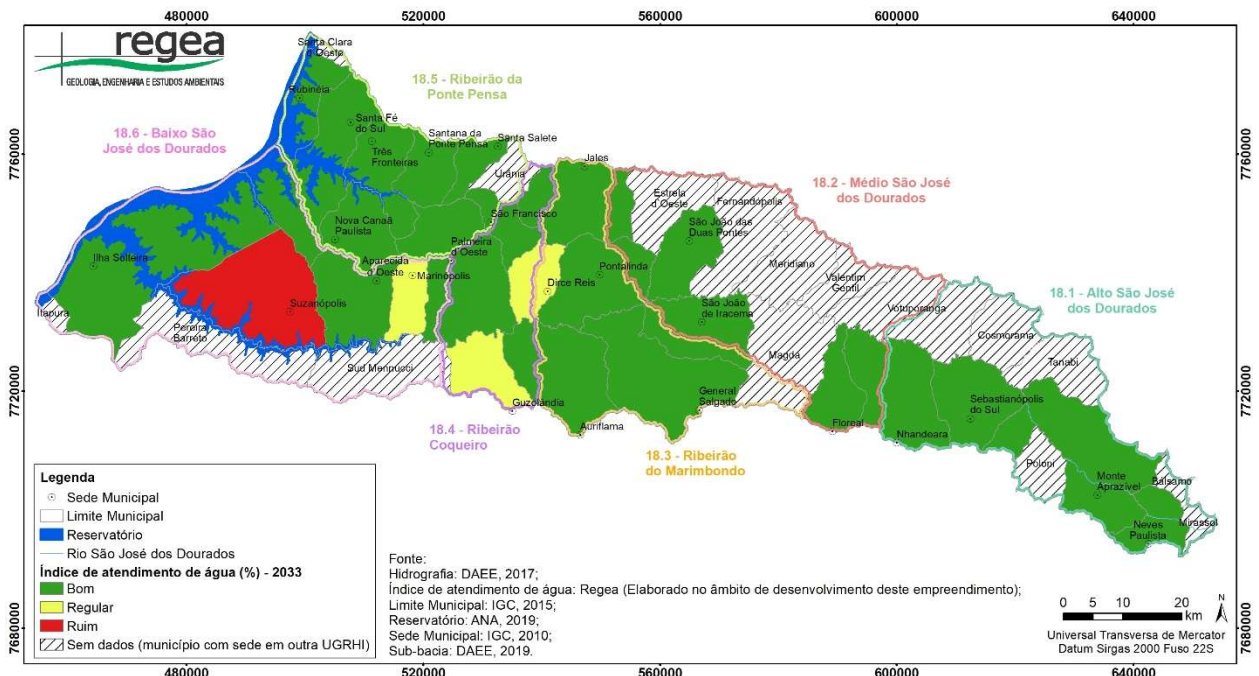 480000
520000
560000
600000
640000
regea
GEOLOGIA, ENGENHARIA E ESTUDOS AMBIENTAIS
7760000
7720000
7680000
7760000
7720000
7680000
18.5 - Ribeirão da
Ponte Pensa
18.6 - Baixo São
José dos Dourados
18.2 - Médio São José
dos Dourados
18.1 - Alto São José
dos Dourados
18.4 - Ribeirão
Coqueiro
18.3 - Ribeirão
do Marimbondo
Santa Clara
d'Oeste
Rubinéia
Santa Fé
do Sul
Três
Fronteiras
Santana da
Ponte Pensa
Santa Salete
Urânia
Jales
São Francisco
Nova Canaã
Paulista
Palmeira
d'Oeste
Aparecida
d'Oeste
Marinópolis
Ilha Solteira
Itapura
Suzanápolis
Pereira
Barreto
Sud Mennucci
Dirce Reis
Pontalinda
Estrela
d'Oeste
Fernandópolis
São João das
Duas Pontes
Meridiano
Valentim
Gentil
Votuporanga
São João
de Iracema
Magda
General
Salgado
Guzolândia
Auriflama
Floreal
Nhandeara
Cosmorama
Tanabi
Sebastianópolis
do Sul
Poloni
Monte
Aprazível
Bálsamo
Mirassol
Neves
Paulista
Legenda
Sede Municipal
Limite Municipal
Reservatório
Rio São José dos Dourados
Índice de atendimento de água (%) - 2033
Bom
Regular
Ruim
Sem dados (município com sede em outra UGRHI)
Fonte:
Hidrografia: DAEE, 2017;
Índice de atendimento de água: Regea (Elaborado no âmbito de desenvolvimento deste empreendimento);
Limite Municipal: IGC, 2015;
Reservatório: ANA, 2019;
Sede Municipal: IGC, 2010;
Sub-bacia: DAEE, 2019.
0 5 10 20
km
N
Universal Transversa de Mercator
Datum Sirgas 2000 Fuso 22S
480000
520000
560000
600000
640000